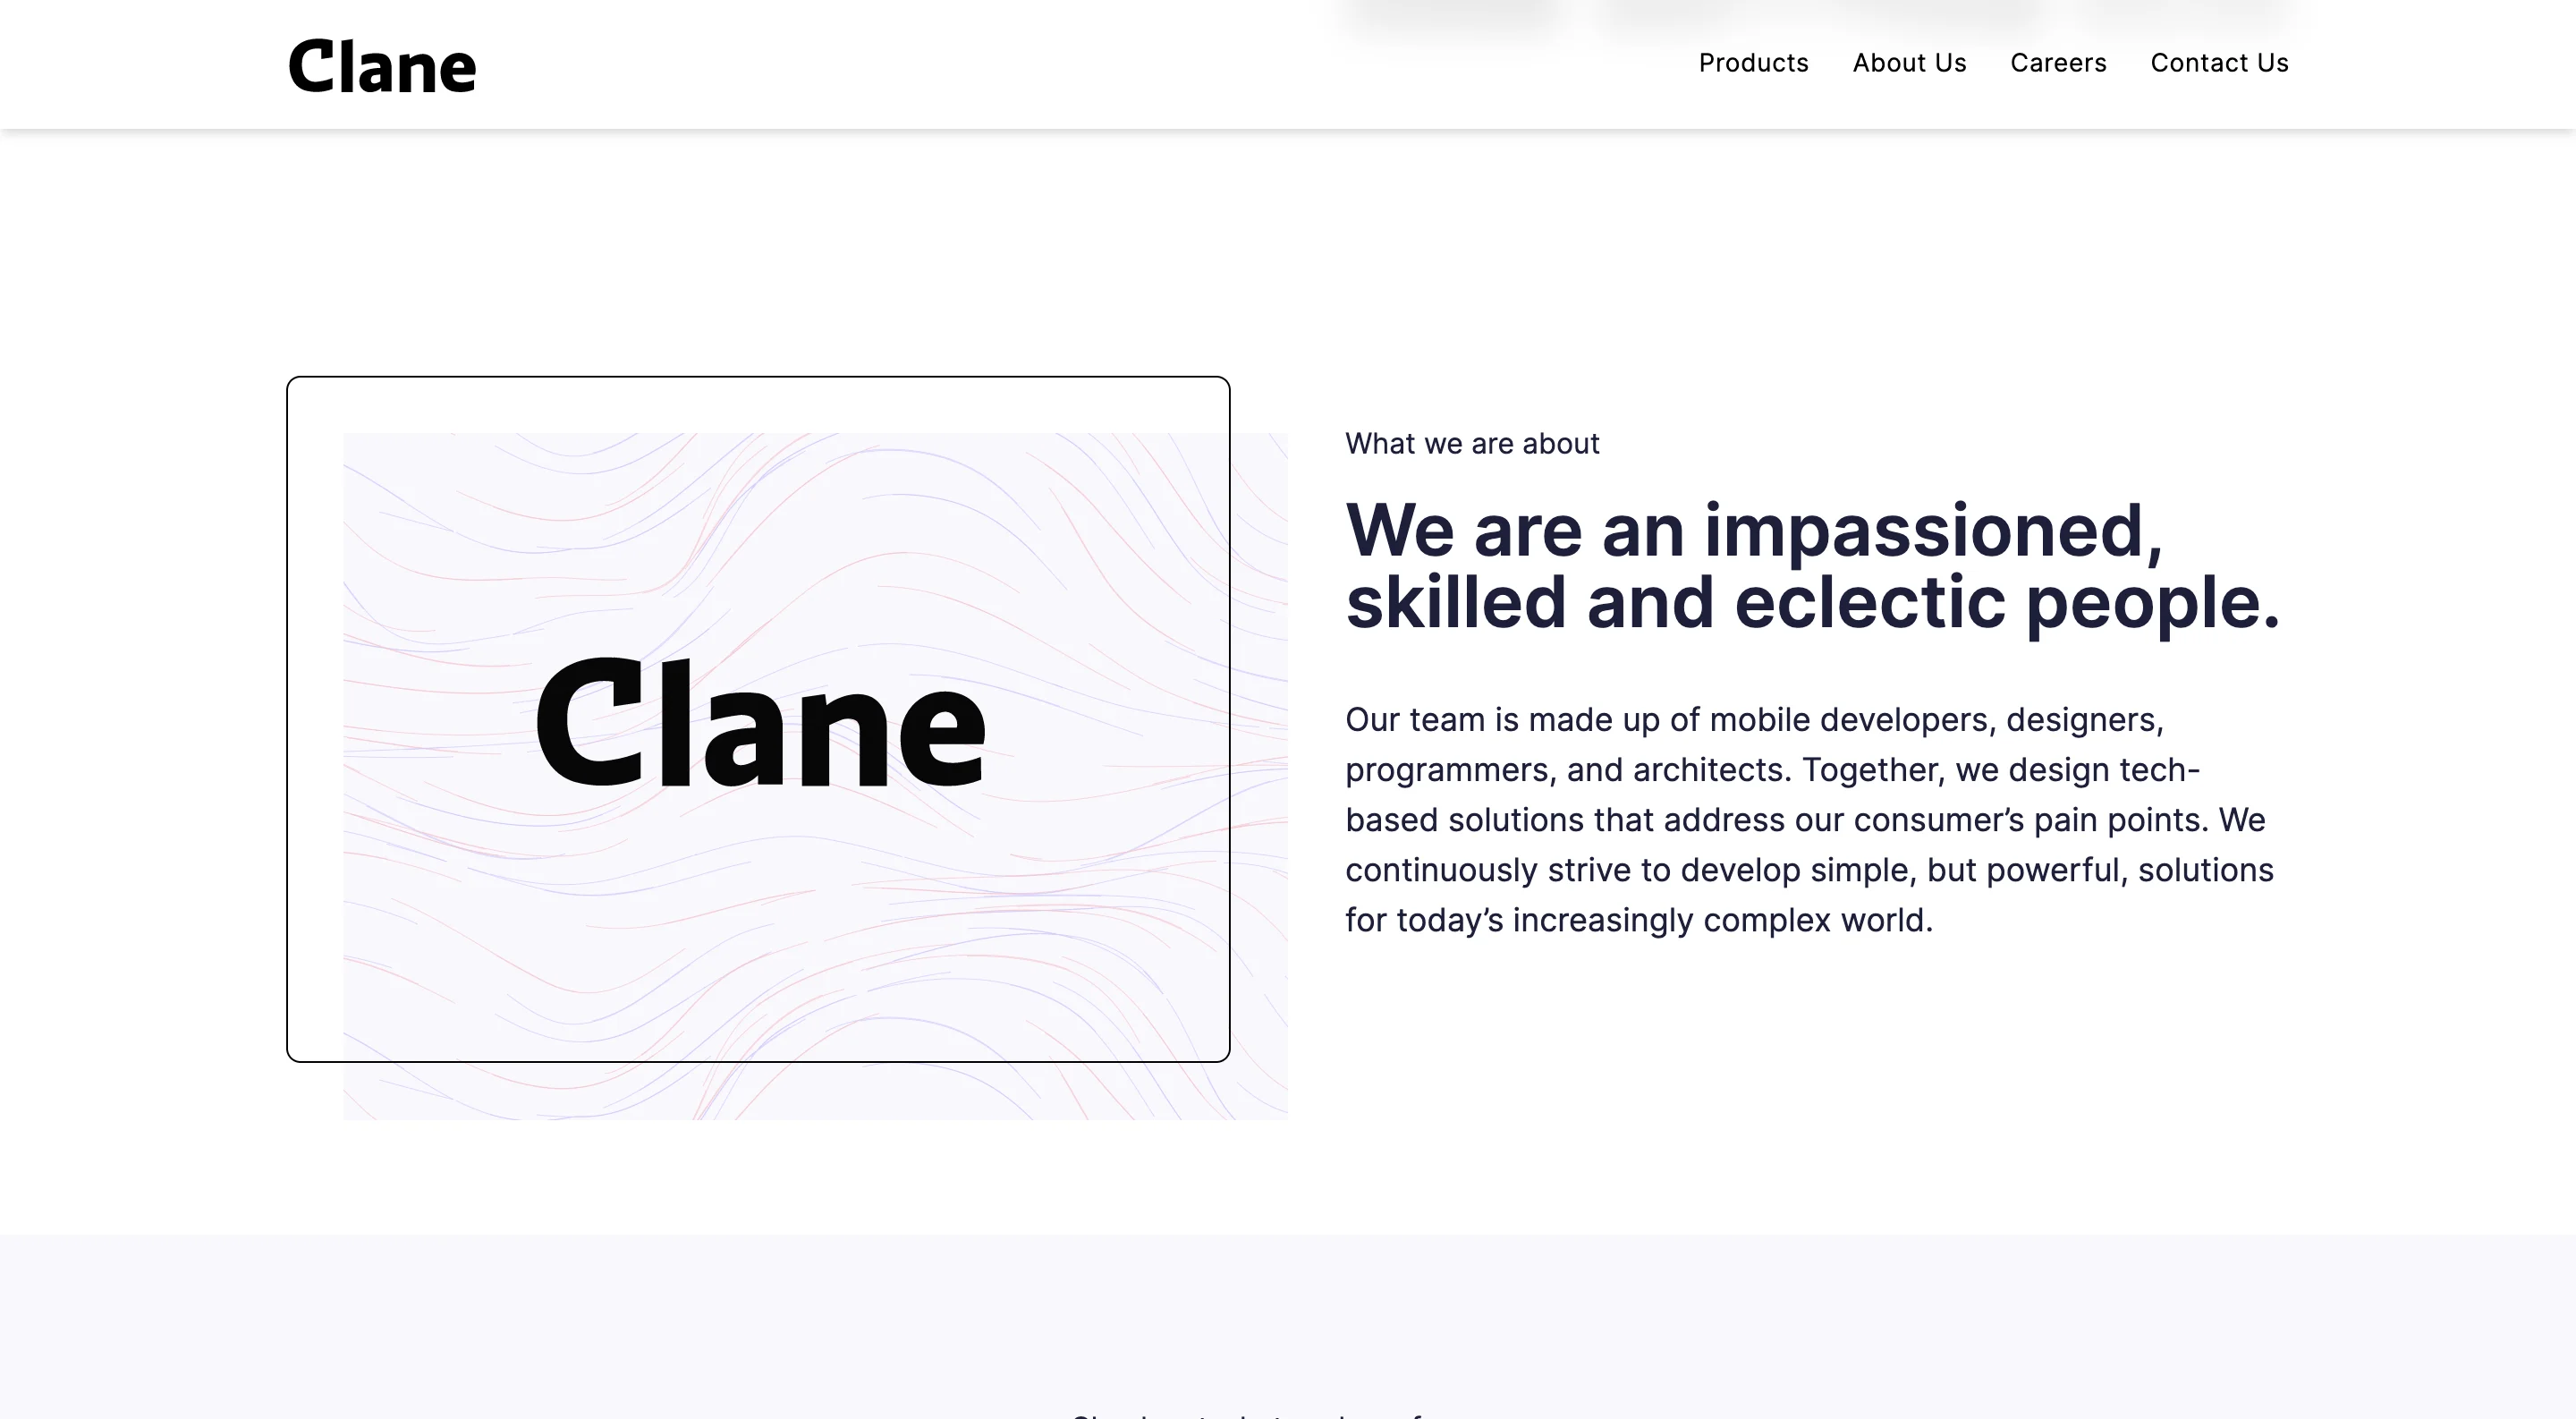 Clane
Products About Us Careers Contact Us
Clane
What we are about
We are an impassioned,
skilled and eclectic people.
Our team is made up of mobile developers, designers,
programmers, and architects. Together, we design tech-
based solutions that address our consumer’s pain points. We
continuously strive to develop simple, but powerful, solutions
for today’s increasingly complex world.